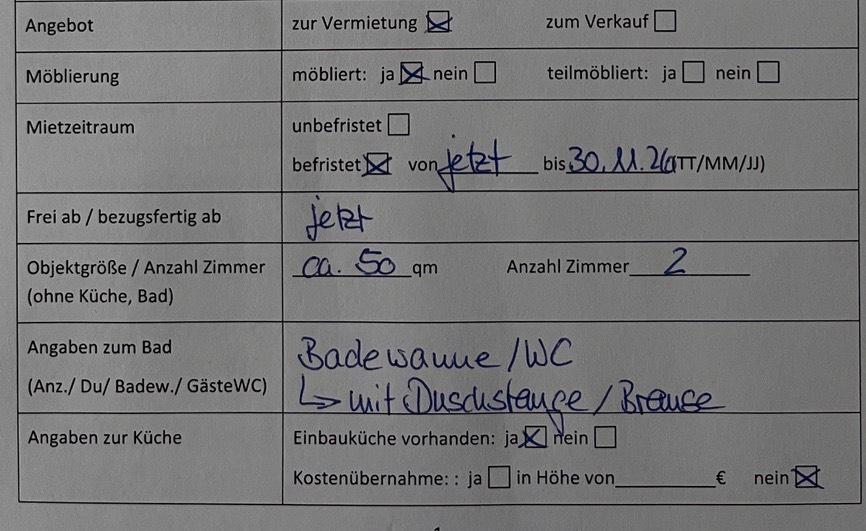 Angebot zur Vermietung ☒ zum Verkauf ☐
Möblierung möbliert: ja ☒ nein ☐ teilmöbliert: ja ☐ nein ☐
Mietzeitraum unbefristet ☐
befristet ☒ von jetzt bis 30.11.26 (TT/MM/JJ)
Frei ab / bezugsfertig ab jetzt
Objektgröße / Anzahl Zimmer ca. 50 qm Anzahl Zimmer 2
(ohne Küche, Bad)
Angaben zum Bad Badewanne / WC
(Anz./ Du/ Badew./ GästeWC) ↳ mit Duschstange / Brause
Angaben zur Küche Einbauküche vorhanden: ja ☒ nein ☐
Kostenübernahme: : ja ☐ in Höhe von________€ nein ☒